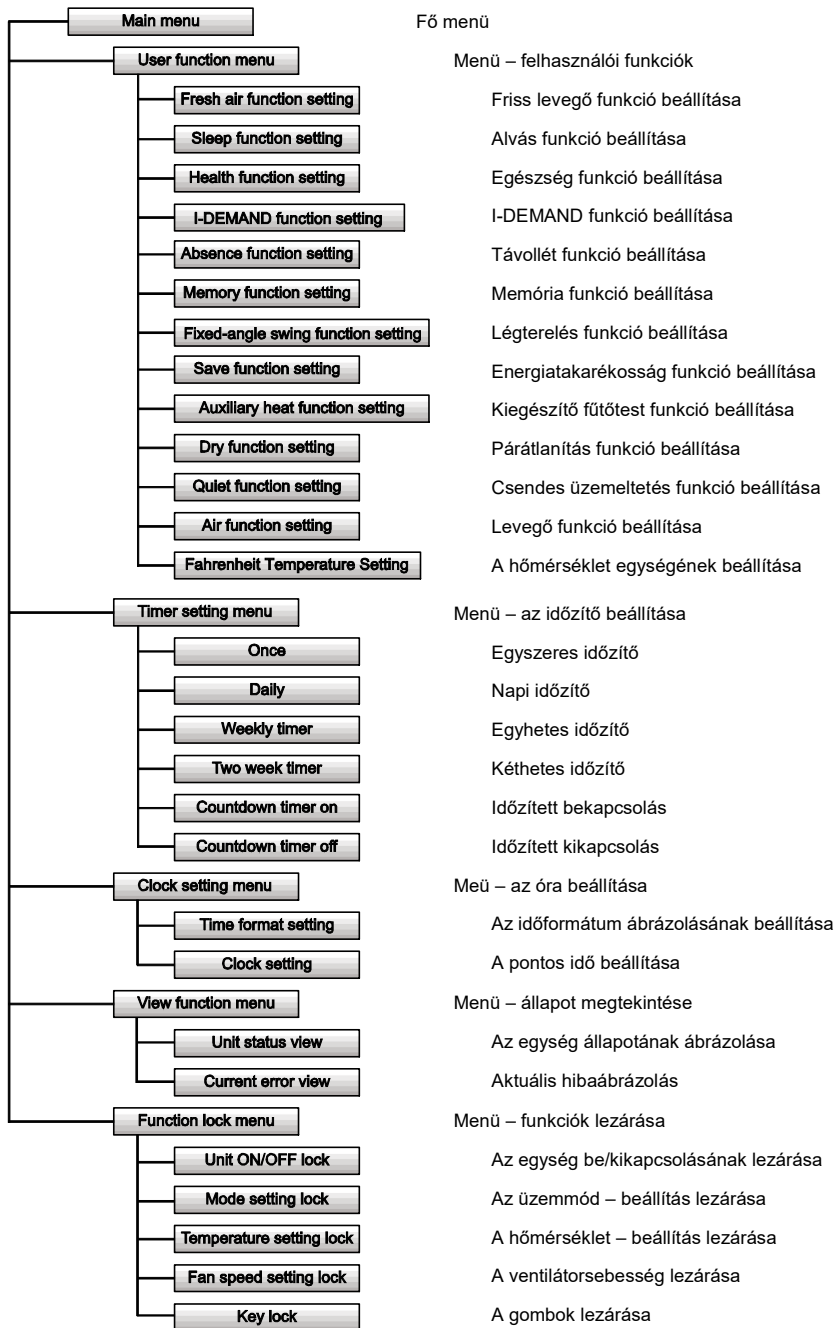 Main menu Fő menü
User function menu Menü – felhasználói funkciók
Fresh air function setting Friss levegő funkció beállítása
Sleep function setting Alvás funkció beállítása
Health function setting Egészség funkció beállítása
I-DEMAND function setting I-DEMAND funkció beállítása
Absence function setting Távollét funkció beállítása
Memory function setting Memória funkció beállítása
Fixed-angle swing function setting Légterelés funkció beállítása
Save function setting Energiatakarékosság funkció beállítása
Auxiliary heat function setting Kiegészítő fűtőtest funkció beállítása
Dry function setting Párátlanítás funkció beállítása
Quiet function setting Csendes üzemeltetés funkció beállítása
Air function setting Levegő funkció beállítása
Fahrenheit Temperature Setting A hőmérséklet egységének beállítása
Timer setting menu Menü – az időzítő beállítása
Once Egyszeres időzítő
Daily Napi időzítő
Weekly timer Egyhetes időzítő
Two week timer Kéthetes időzítő
Countdown timer on Időzített bekapcsolás
Countdown timer off Időzített kikapcsolás
Clock setting menu Meü – az óra beállítása
Time format setting Az időformátum ábrázolásának beállítása
Clock setting A pontos idő beállítása
View function menu Menü – állapot megtekintése
Unit status view Az egység állapotának ábrázolása
Current error view Aktuális hibaábrázolás
Function lock menu Menü – funkciók lezárása
Unit ON/OFF lock Az egység be/kikapcsolásának lezárása
Mode setting lock Az üzemmód – beállítás lezárása
Temperature setting lock A hőmérséklet – beállítás lezárása
Fan speed setting lock A ventilátorsebesség lezárása
Key lock A gombok lezárása